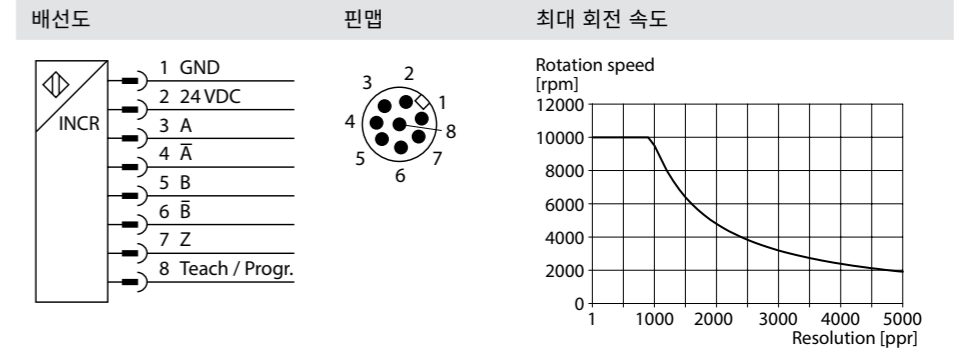 배선도
핀맵
최대 회전 속도
INCR
1 GND
2 24 VDC
3 A
4 A̅
5 B
6 B̅
7 Z
8 Teach / Progr.
3
2
1
4
8
5
7
6
Rotation speed
[rpm]
12000
10000
8000
6000
4000
2000
0
1 1000 2000 3000 4000 5000
Resolution [ppr]